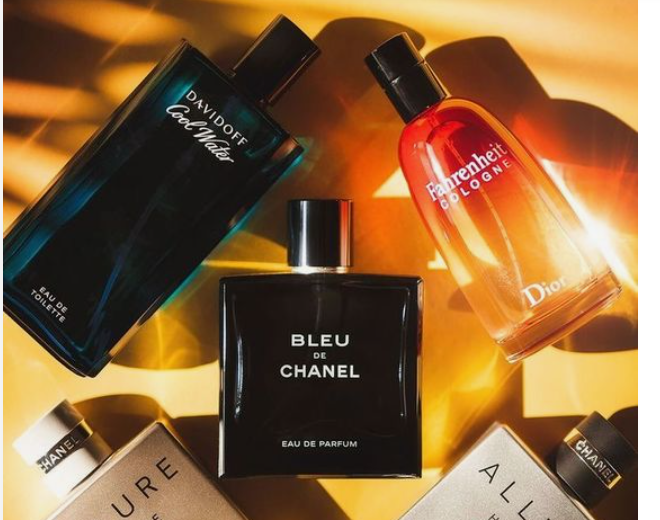 DAVIDOFF
Cool Water
EAU DE
TOILETTE
Fahrenheit
COLOGNE
Dior
BLEU
DE
CHANEL
EAU DE PARFUM
CHANEL
URE
CHANEL
ALL